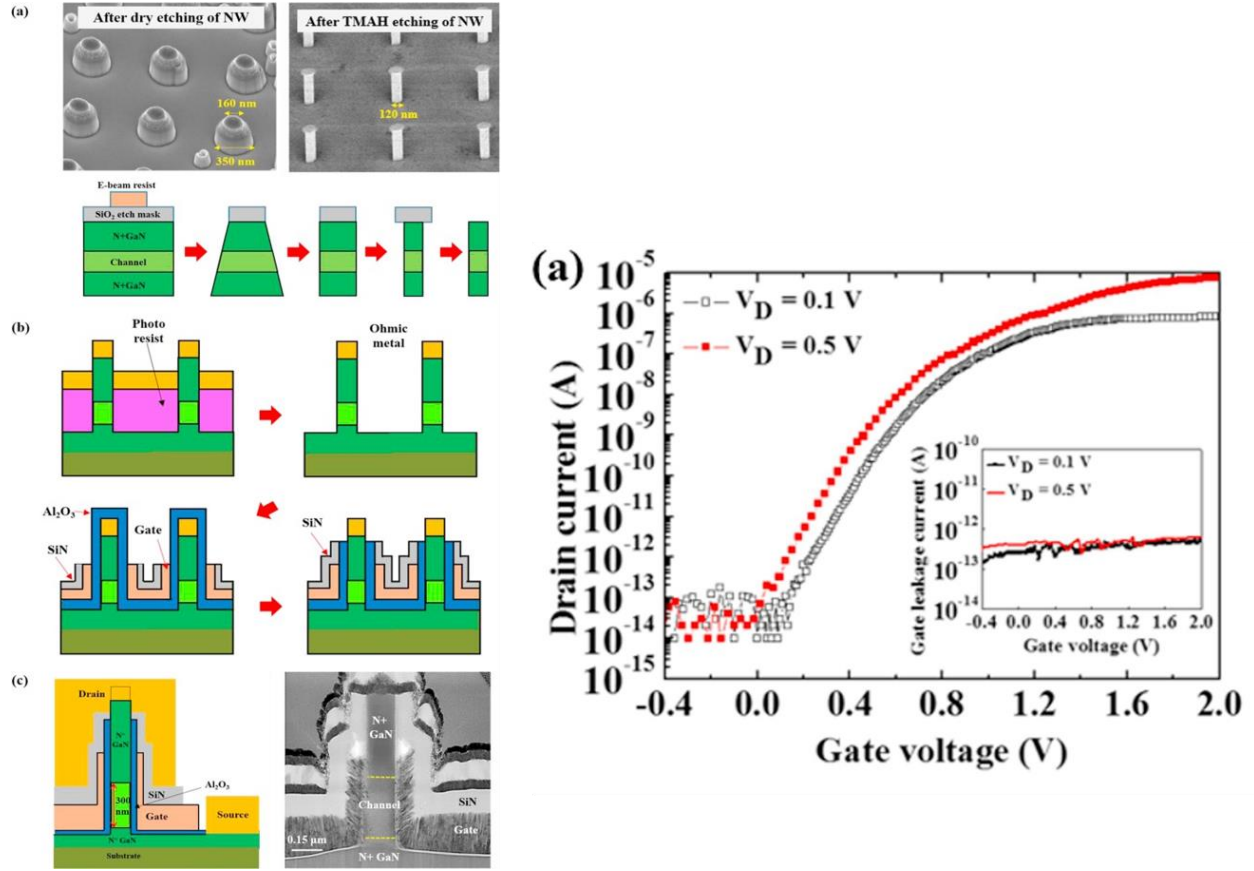 (a)
After dry etching of NW
After TMAH etching of NW
160 nm
350 nm
120 nm
E-beam resist
SiO₂ etch mask
N+GaN
Channel
N+GaN
(b)
Photo
resist
Ohmic
metal
Al₂O₃
SiN
Gate
SiN
(c)
Drain
N⁺
GaN
300
nm
Al₂O₃
SiN
Gate
Source
N⁺ GaN
Substrate
N+
GaN
Channel
SiN
Gate
0.15 μm
N+ GaN
(a)
Drain current (A)
10⁻⁵
10⁻⁶
10⁻⁷
10⁻⁸
10⁻⁹
10⁻¹⁰
10⁻¹¹
10⁻¹²
10⁻¹³
10⁻¹⁴
10⁻¹⁵
V_D = 0.1 V
V_D = 0.5 V
Gate leakage current (A)
10⁻¹⁰
10⁻¹¹
10⁻¹²
10⁻¹³
10⁻¹⁴
V_D = 0.1 V
V_D = 0.5 V
-0.4 0.0 0.4 0.8 1.2 1.6 2.0
Gate voltage (V)
-0.4 0.0 0.4 0.8 1.2 1.6 2.0
Gate voltage (V)